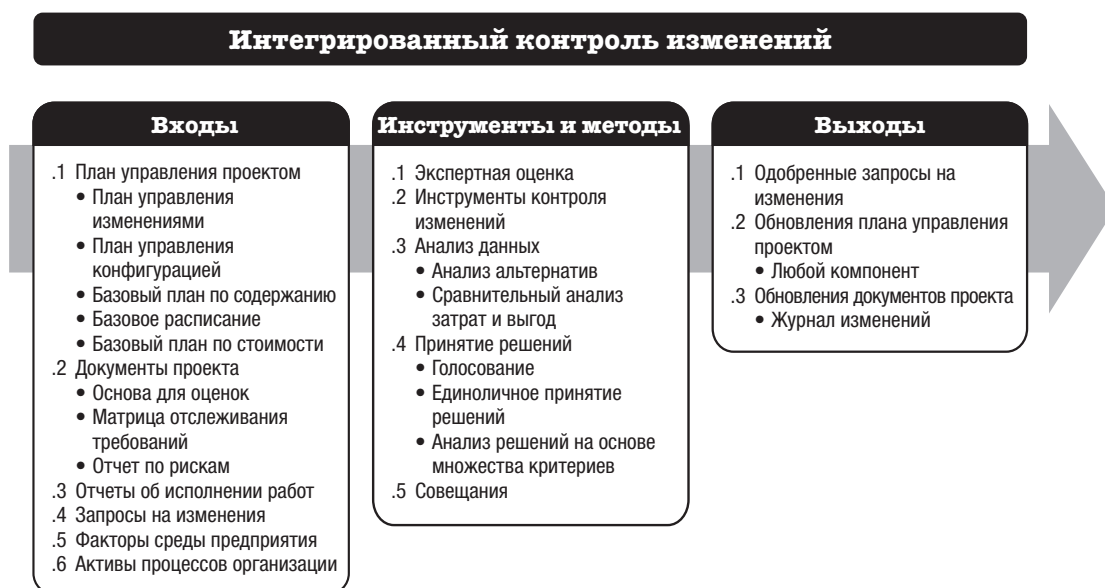 Интегрированный контроль изменений
Входы
.1 План управления проектом
• План управления
изменениями
• План управления
конфигурацией
• Базовый план по содержанию
• Базовое расписание
• Базовый план по стоимости
.2 Документы проекта
• Основа для оценок
• Матрица отслеживания
требований
• Отчет по рискам
.3 Отчеты об исполнении работ
.4 Запросы на изменения
.5 Факторы среды предприятия
.6 Активы процессов организации
Инструменты и методы
.1 Экспертная оценка
.2 Инструменты контроля
изменений
.3 Анализ данных
• Анализ альтернатив
• Сравнительный анализ
затрат и выгод
.4 Принятие решений
• Голосование
• Единоличное принятие
решений
• Анализ решений на основе
множества критериев
.5 Совещания
Выходы
.1 Одобренные запросы на
изменения
.2 Обновления плана управления
проектом
• Любой компонент
.3 Обновления документов проекта
• Журнал изменений